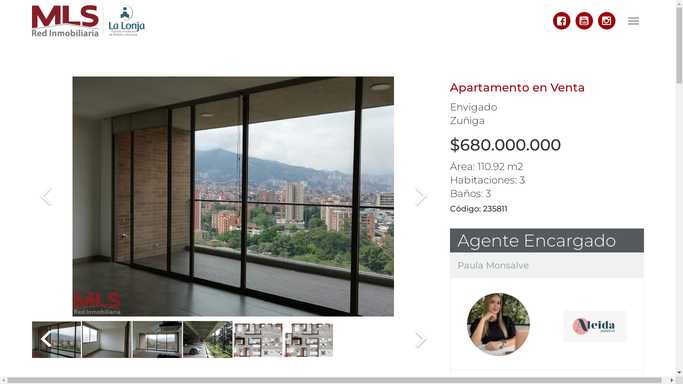 MLS
Red Inmobiliaria
La Lonja
Apartamento en Venta
Envigado
Zuñiga
$680.000.000
Área: 110.92 m2
Habitaciones: 3
Baños: 3
Código: 235811
Agente Encargado
Paula Monsalve
MLS
Red Inmobiliaria
Aleida